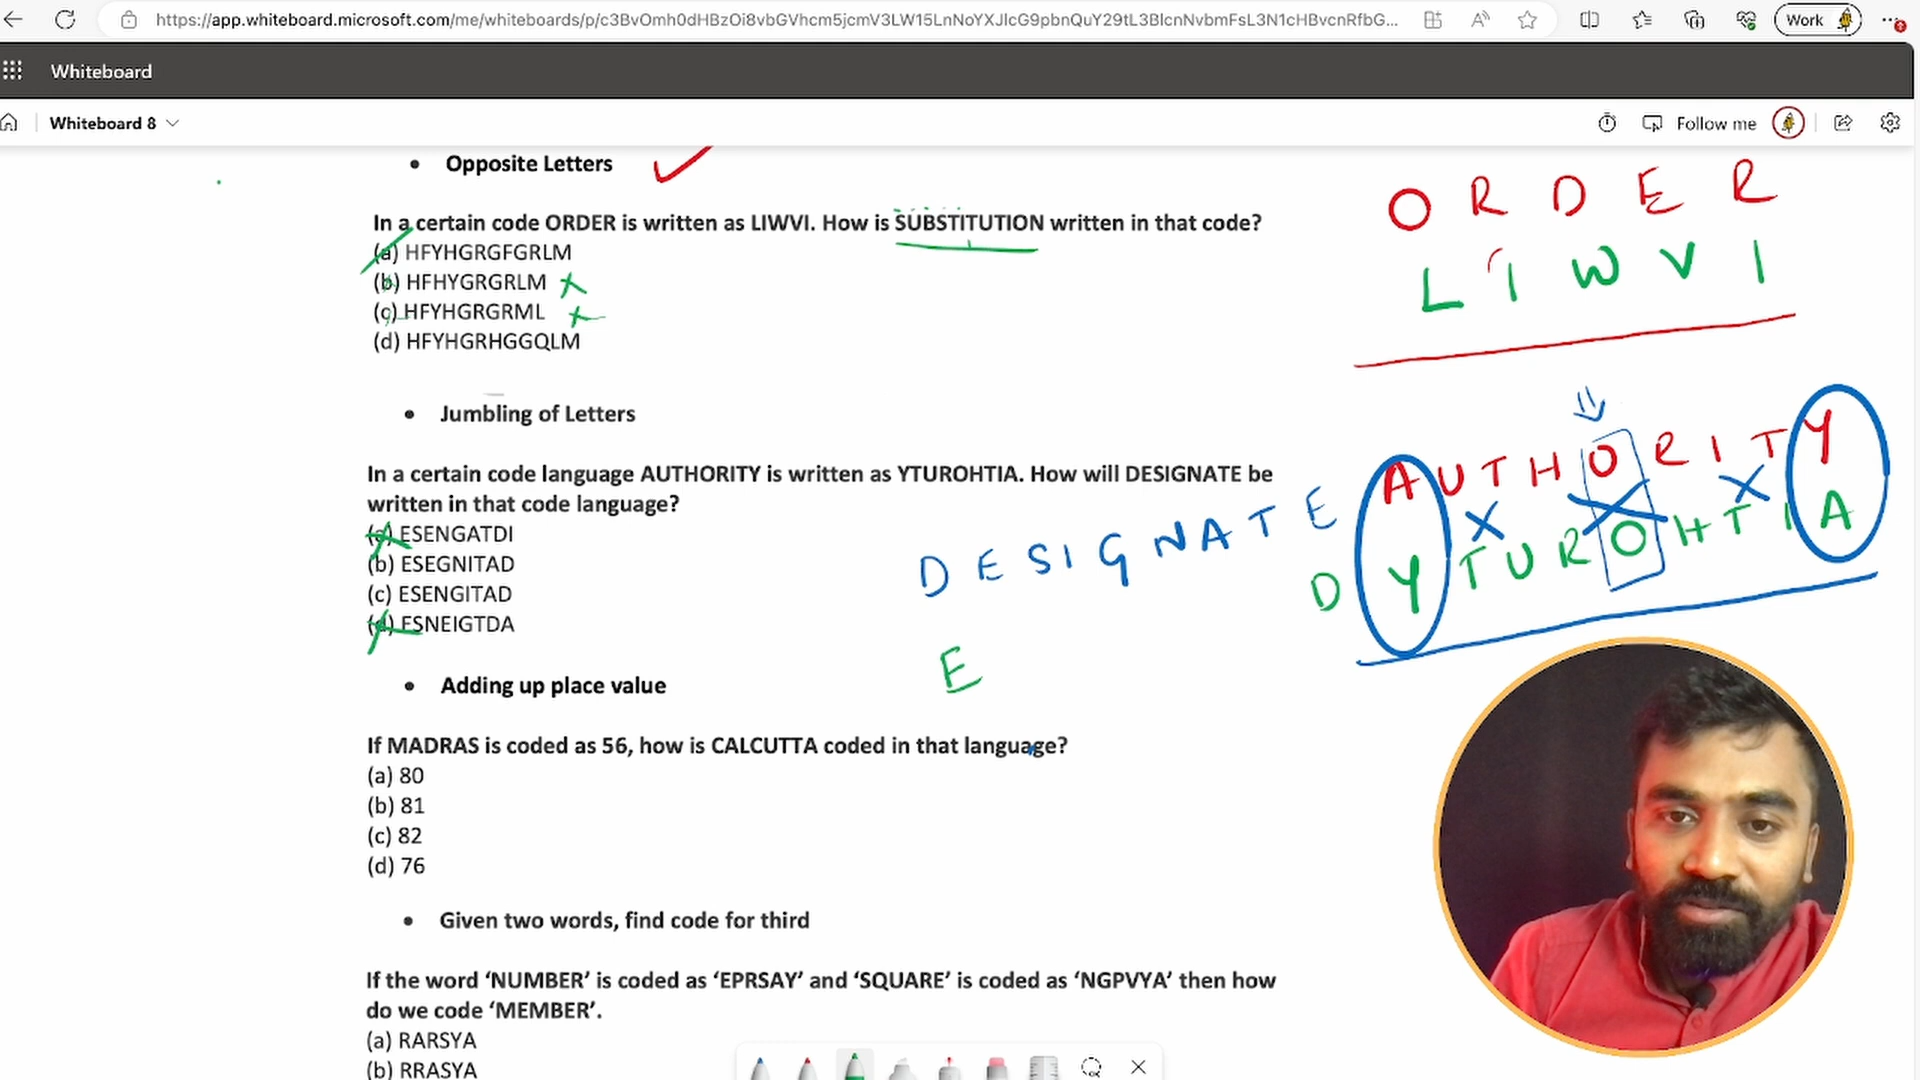 https://app.whiteboard.microsoft.com/me/whiteboards/p/c3BvOmh0dHBzOi8vbGVhcm5jcmV3LW15LnNoYXJlcG9pbnQuY29tL3BlcnNvbmFsL3N1cHBvcnRfbG...
Work
Whiteboard
Whiteboard 8
Follow me
• Opposite Letters
In a certain code ORDER is written as LIWVI. How is SUBSTITUTION written in that code?
(a) HFYHGRGFGRLM
(b) HFHYGRGRLM
(c) HFYHGRGRML
(d) HFYHGRHGGQLM
O R D E R
L I W V I
• Jumbling of Letters
In a certain code language AUTHORITY is written as YTUROHTIA. How will DESIGNATE be
written in that code language?
(a) ESENGATDI
(b) ESEGNITAD
(c) ESENGITAD
(d) ESNEIGTDA
A U T H O R I T Y
Y T U R O H T I A
D E S I G N A T E
D
E
• Adding up place value
If MADRAS is coded as 56, how is CALCUTTA coded in that language?
(a) 80
(b) 81
(c) 82
(d) 76
• Given two words, find code for third
If the word ‘NUMBER’ is coded as ‘EPRSAY’ and ‘SQUARE’ is coded as ‘NGPVYA’ then how
do we code ‘MEMBER’.
(a) RARSYA
(b) RRASYA